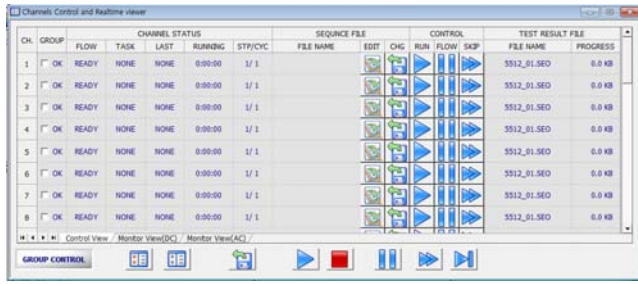 Channels Control and Realtime viewer
CH. GROUP CHANNEL STATUS SEQUNCE FILE CONTROL TEST RESULT FILE
FLOW TASK LAST RUNNING STP/CYC FILE NAME EDIT CHG RUN FLOW SKIP FILE NAME PROGRESS
1 OK READY NONE NONE 0:00:00 1/ 1 5512_01.SEO 0.0 KB
2 OK READY NONE NONE 0:00:00 1/ 1 5512_01.SEO 0.0 KB
3 OK READY NONE NONE 0:00:00 1/ 1 5512_01.SEO 0.0 KB
4 OK READY NONE NONE 0:00:00 1/ 1 5512_01.SEO 0.0 KB
5 OK READY NONE NONE 0:00:00 1/ 1 5512_01.SEO 0.0 KB
6 OK READY NONE NONE 0:00:00 1/ 1 5512_01.SEO 0.0 KB
7 OK READY NONE NONE 0:00:00 1/ 1 5512_01.SEO 0.0 KB
8 OK READY NONE NONE 0:00:00 1/ 1 5512_01.SEO 0.0 KB
Control View / Monitor View(DC) / Monitor View(AC) /
GROUP CONTROL